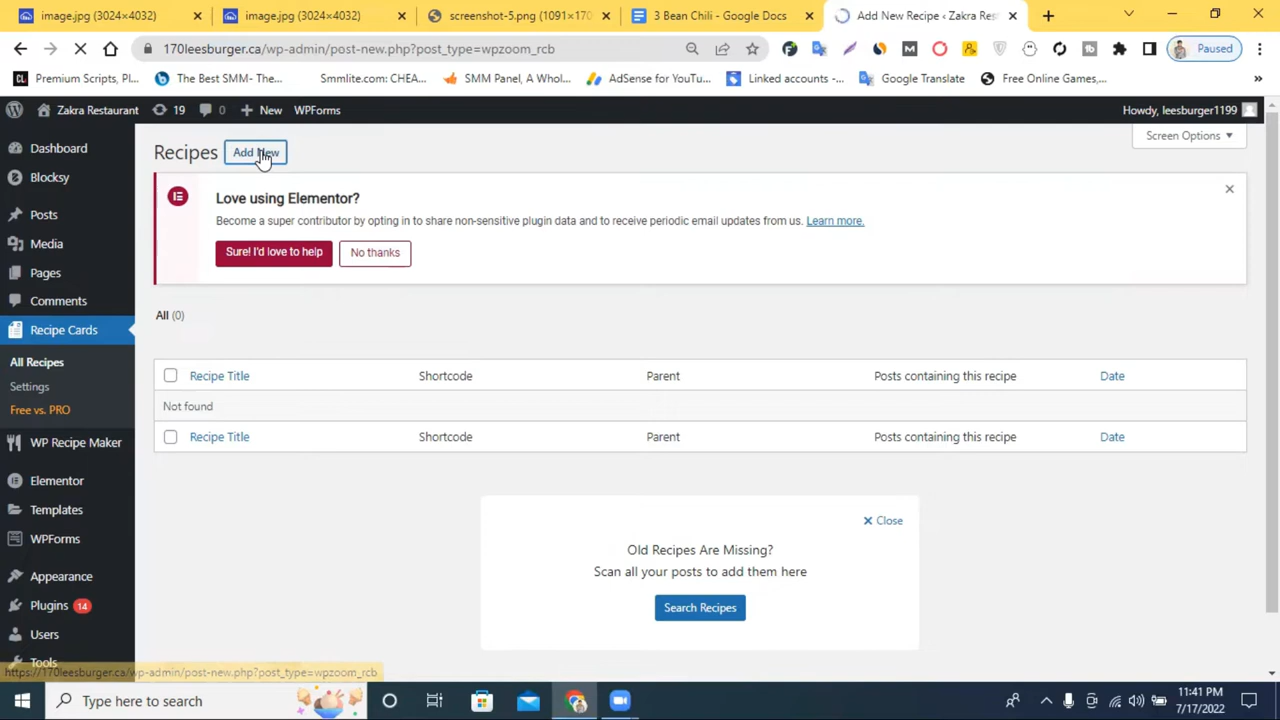 image.jpg (3024×4032)
image.jpg (3024×4032)
screenshot-5.png (1091×170
3 Bean Chili - Google Docs
Add New Recipe ‹ Zakra Res
170leesburger.ca/wp-admin/post-new.php?post_type=wpzoom_rcb
Paused
Premium Scripts, Pl...
The Best SMM- The...
Smmlite.com: CHEA...
SMM Panel, A Whol...
AdSense for YouTu...
Linked accounts -...
Google Translate
Free Online Games,...
»
Zakra Restaurant
19
0
New
WPForms
Howdy, leesburger1199
Dashboard
Blocksy
Posts
Media
Pages
Comments
Recipe Cards
All Recipes
Settings
Free vs. PRO
WP Recipe Maker
Elementor
Templates
WPForms
Appearance
Plugins 14
Users
Tools
Recipes
Add New
Screen Options
Love using Elementor?
Become a super contributor by opting in to share non-sensitive plugin data and to receive periodic email updates from us. Learn more.
Sure! I'd love to help
No thanks
All (0)
Recipe Title Shortcode Parent Posts containing this recipe Date
Not found
Recipe Title Shortcode Parent Posts containing this recipe Date
Close
Old Recipes Are Missing?
Scan all your posts to add them here
Search Recipes
https://170leesburger.ca/wp-admin/post-new.php?post_type=wpzoom_rcb
Type here to search
11:41 PM
7/17/2022